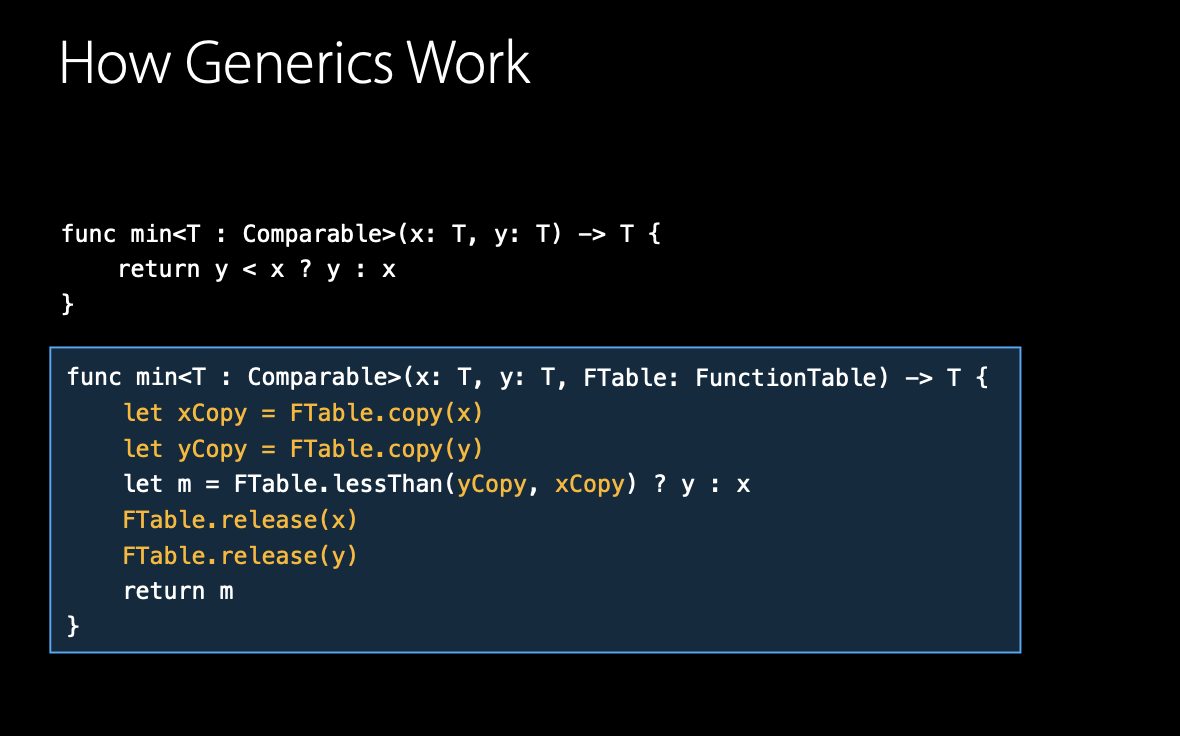 How Generics Work
func min<T : Comparable>(x: T, y: T) -> T {
    return y < x ? y : x
}
func min<T : Comparable>(x: T, y: T, FTable: FunctionTable) -> T {
    let xCopy = FTable.copy(x)
    let yCopy = FTable.copy(y)
    let m = FTable.lessThan(yCopy, xCopy) ? y : x
    FTable.release(x)
    FTable.release(y)
    return m
}